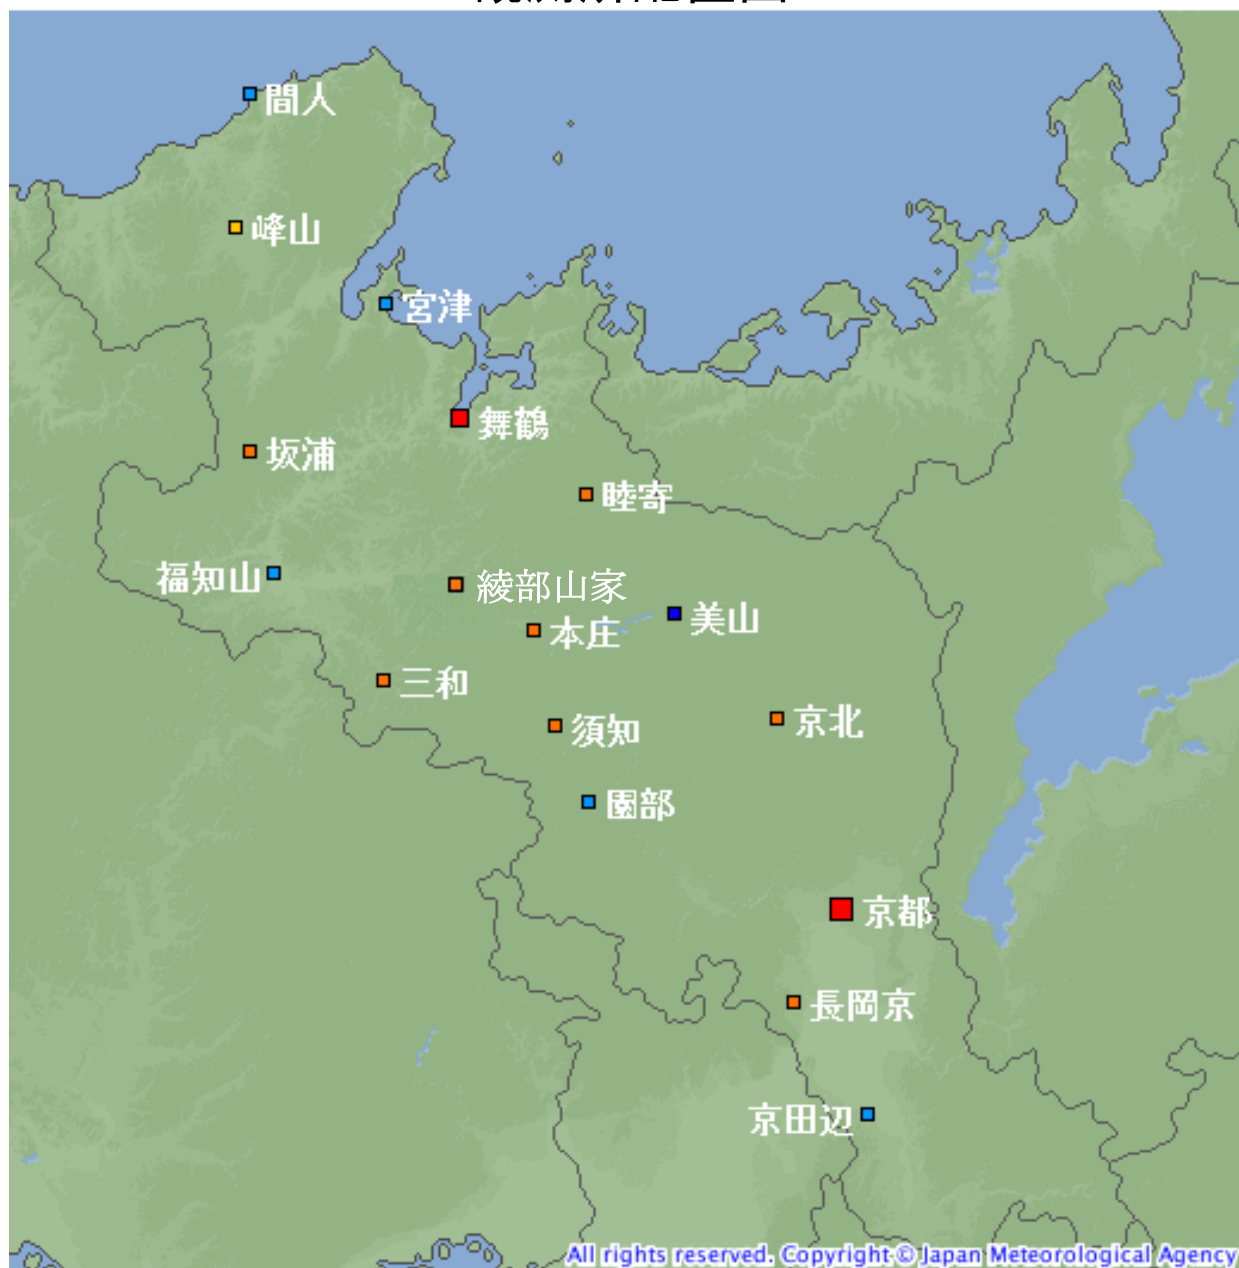 間人
峰山
宮津
舞鶴
坂浦
睦寄
福知山
綾部山家
美山
本庄
三和
京北
須知
園部
京都
長岡京
京田辺
All rights reserved. Copyright © Japan Meteorological Agency